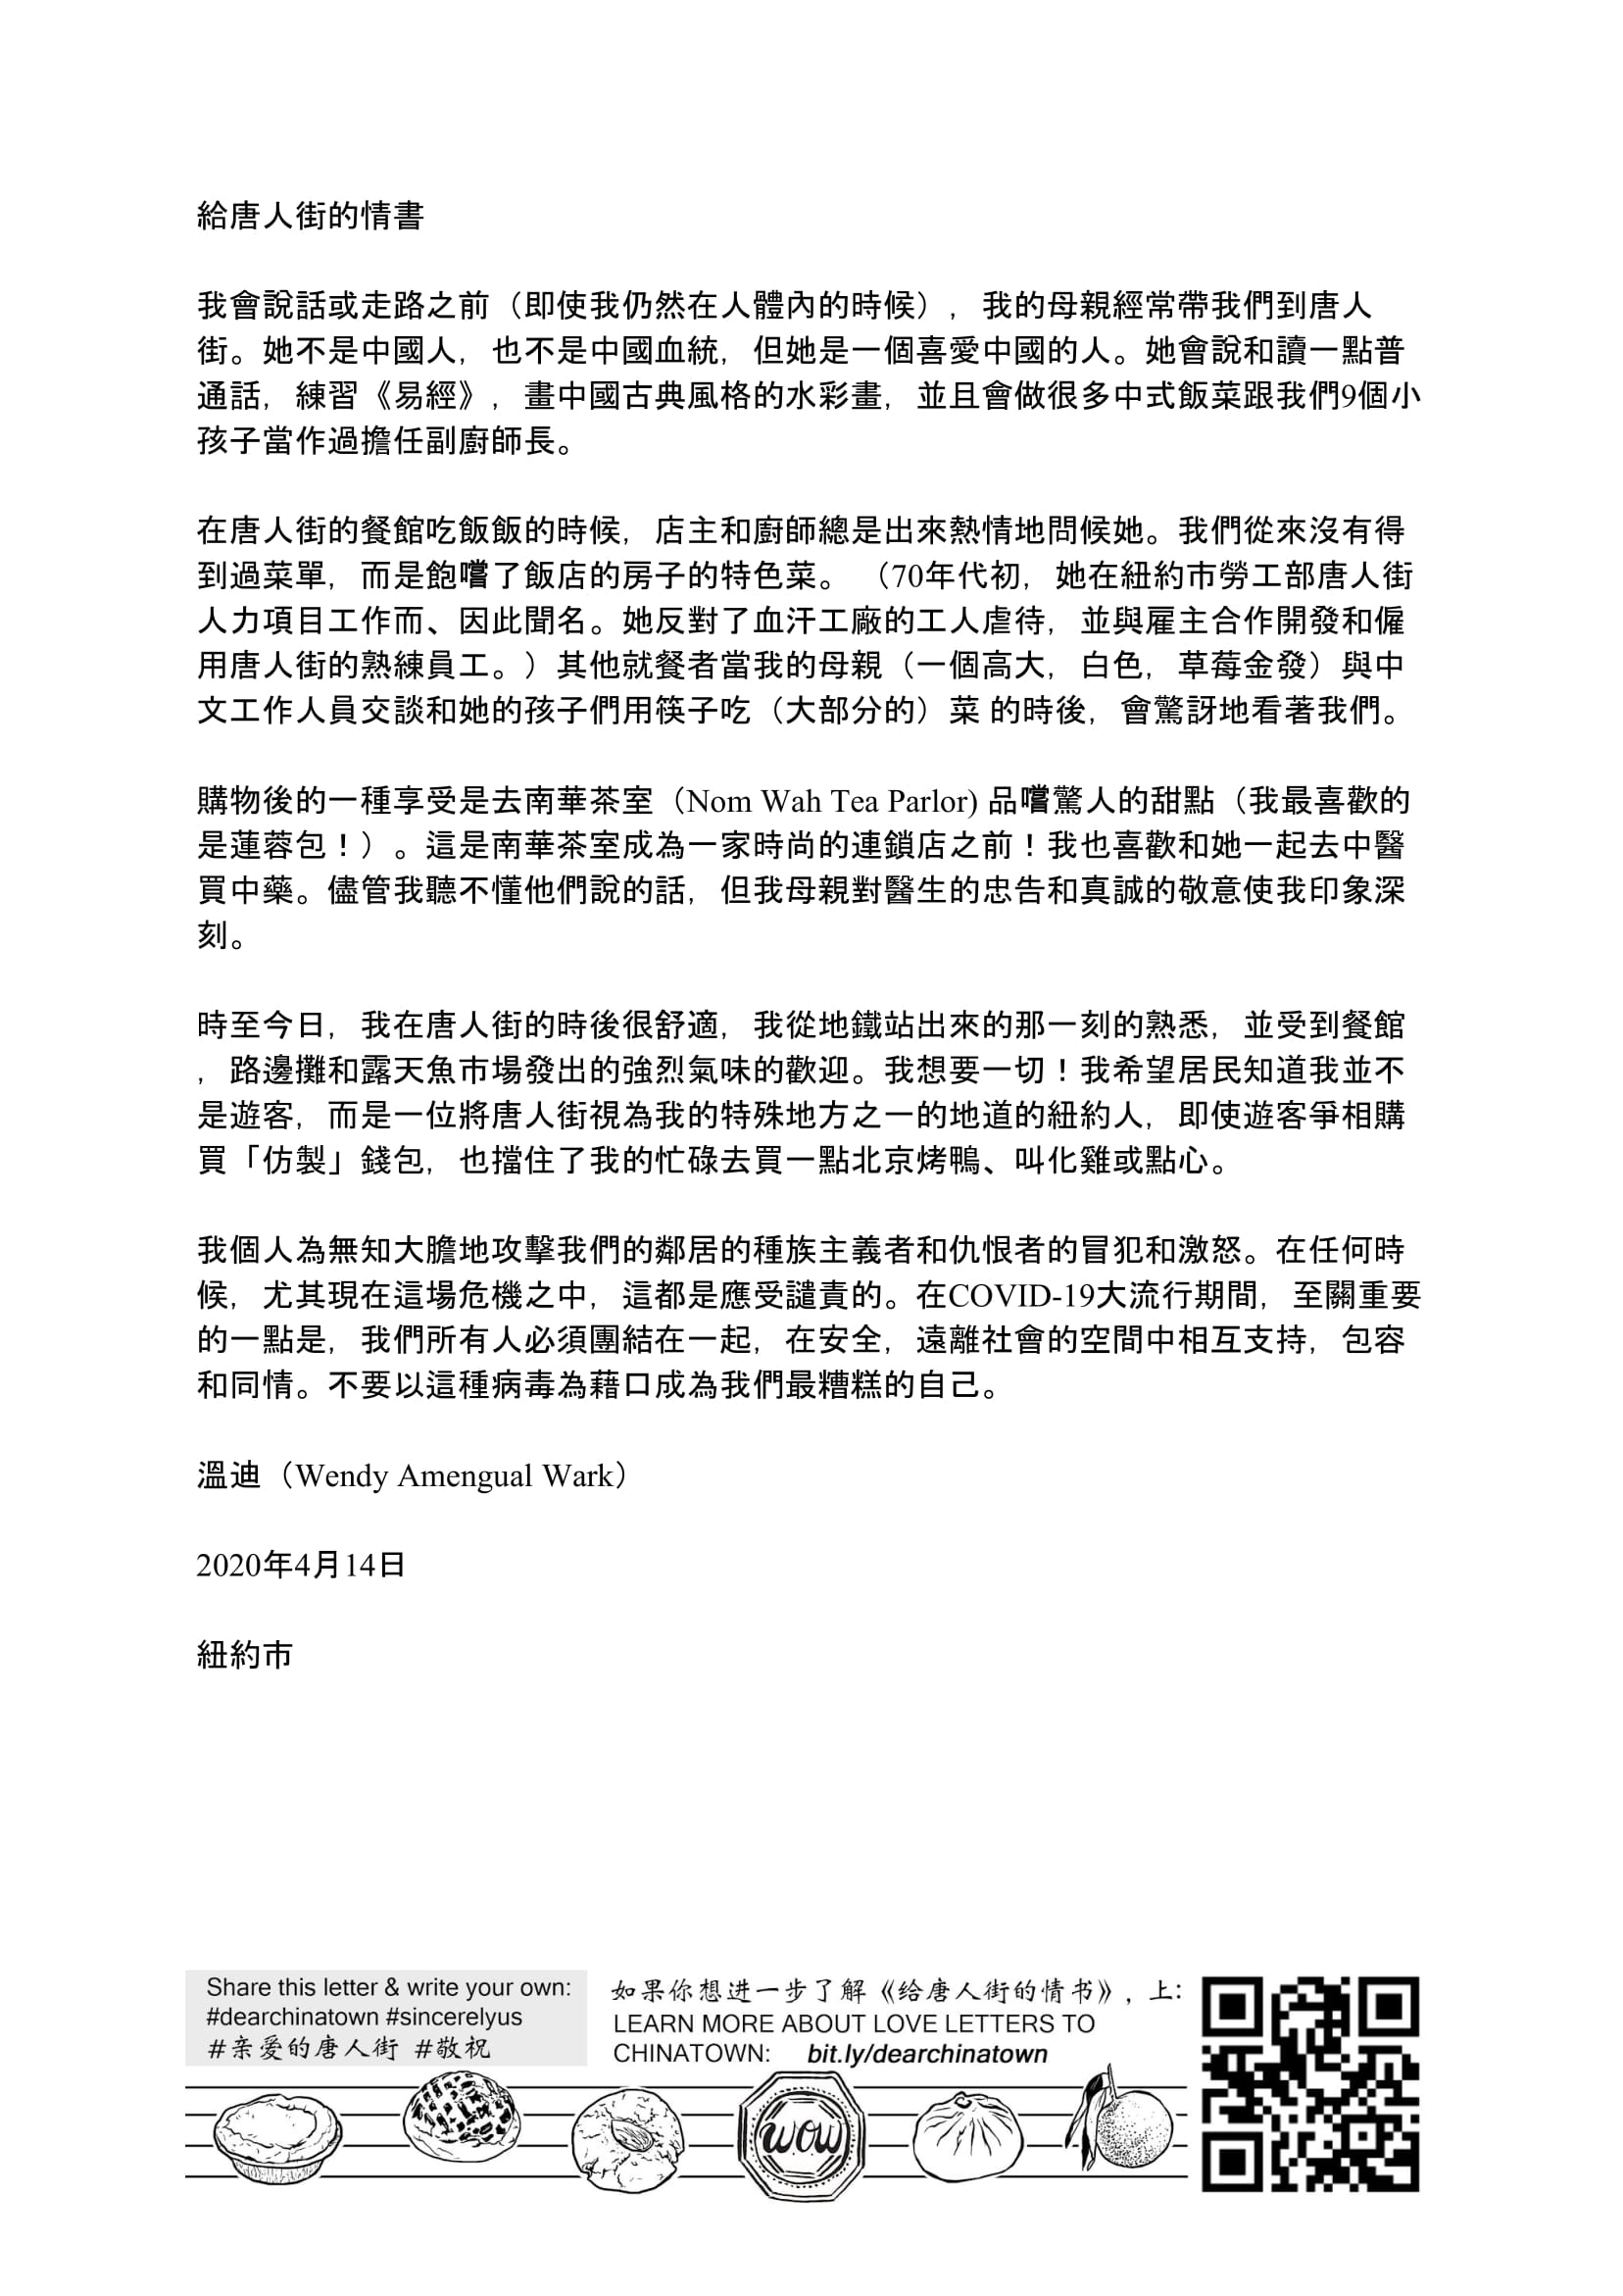 給唐人街的情書
我會說話或走路之前（即使我仍然在人體內的時候），我的母親經常帶我們到唐人
街。她不是中國人，也不是中國血統，但她是一個喜愛中國的人。她會說和讀一點普
通話，練習《易經》，畫中國古典風格的水彩畫，並且會做很多中式飯菜跟我們9個小
孩子當作過擔任副廚師長。
在唐人街的餐館吃飯飯的時候，店主和廚師總是出來熱情地問候她。我們從來沒有得
到過菜單，而是飽嚐了飯店的房子的特色菜。 （70年代初，她在紐約市勞工部唐人街
人力項目工作而、因此聞名。她反對了血汗工廠的工人虐待，並與雇主合作開發和僱
用唐人街的熟練員工。）其他就餐者當我的母親（一個高大，白色，草莓金發）與中
文工作人員交談和她的孩子們用筷子吃（大部分的）菜 的時後，會驚訝地看著我們。
購物後的一種享受是去南華茶室（Nom Wah Tea Parlor) 品嚐驚人的甜點（我最喜歡的
是蓮蓉包！）。這是南華茶室成為一家時尚的連鎖店之前！我也喜歡和她一起去中醫
買中藥。儘管我聽不懂他們說的話，但我母親對醫生的忠告和真誠的敬意使我印象深
刻。
時至今日，我在唐人街的時後很舒適，我從地鐵站出來的那一刻的熟悉，並受到餐館
，路邊攤和露天魚市場發出的強烈氣味的歡迎。我想要一切！我希望居民知道我並不
是遊客，而是一位將唐人街視為我的特殊地方之一的地道的紐約人，即使遊客爭相購
買「仿製」錢包，也擋住了我的忙碌去買一點北京烤鴨、叫化雞或點心。
我個人為無知大膽地攻擊我們的鄰居的種族主義者和仇恨者的冒犯和激怒。在任何時
候，尤其現在這場危機之中，這都是應受譴責的。在COVID-19大流行期間，至關重要
的一點是，我們所有人必須團結在一起，在安全，遠離社會的空間中相互支持，包容
和同情。不要以這種病毒為藉口成為我們最糟糕的自己。
溫迪（Wendy Amengual Wark）
2020年4月14日
紐約市
Share this letter & write your own:
#dearchinatown #sincerelyus
#亲爱的唐人街 #敬祝
如果你想进一步了解《给唐人街的情书》，上：
LEARN MORE ABOUT LOVE LETTERS TO
CHINATOWN: bit.ly/dearchinatown
wow